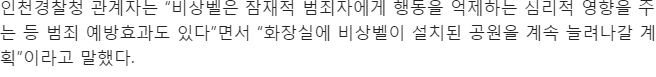 인천경찰청 관계자는 “비상벨은 잠재적 범죄자에게 행동을 억제하는 심리적 영향을 주
는 등 범죄 예방효과도 있다”면서 “화장실에 비상벨이 설치된 공원을 계속 늘려나갈 계
획”이라고 말했다.